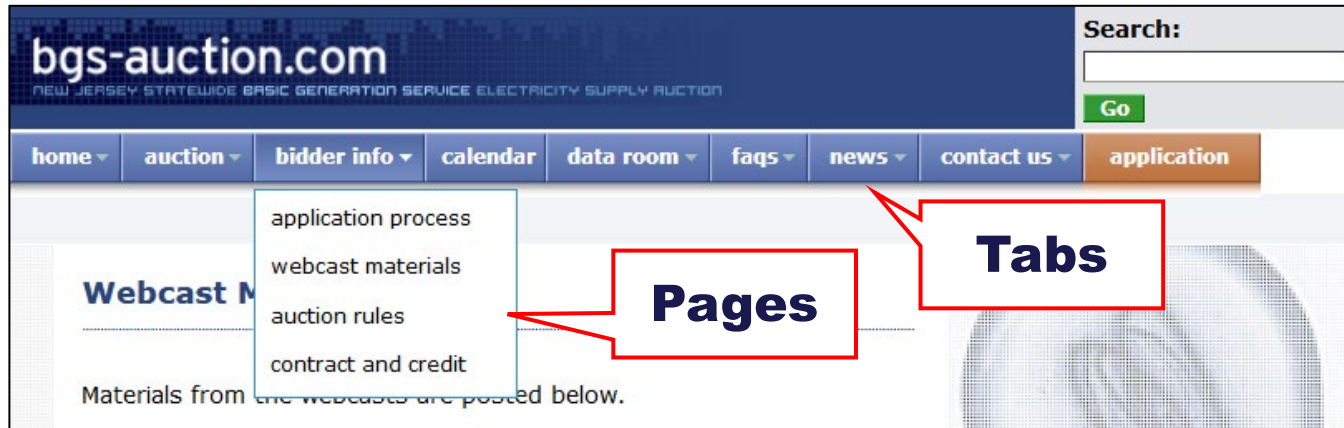 bgs-auction.com
NEW JERSEY STATEWIDE BASIC GENERATION SERVICE ELECTRICITY SUPPLY AUCTION
Search:
Go
home auction bidder info calendar data room faqs news contact us application
application process
webcast materials
auction rules
contract and credit
Tabs
Pages
Webcast M
Materials from the webcasts are posted below.